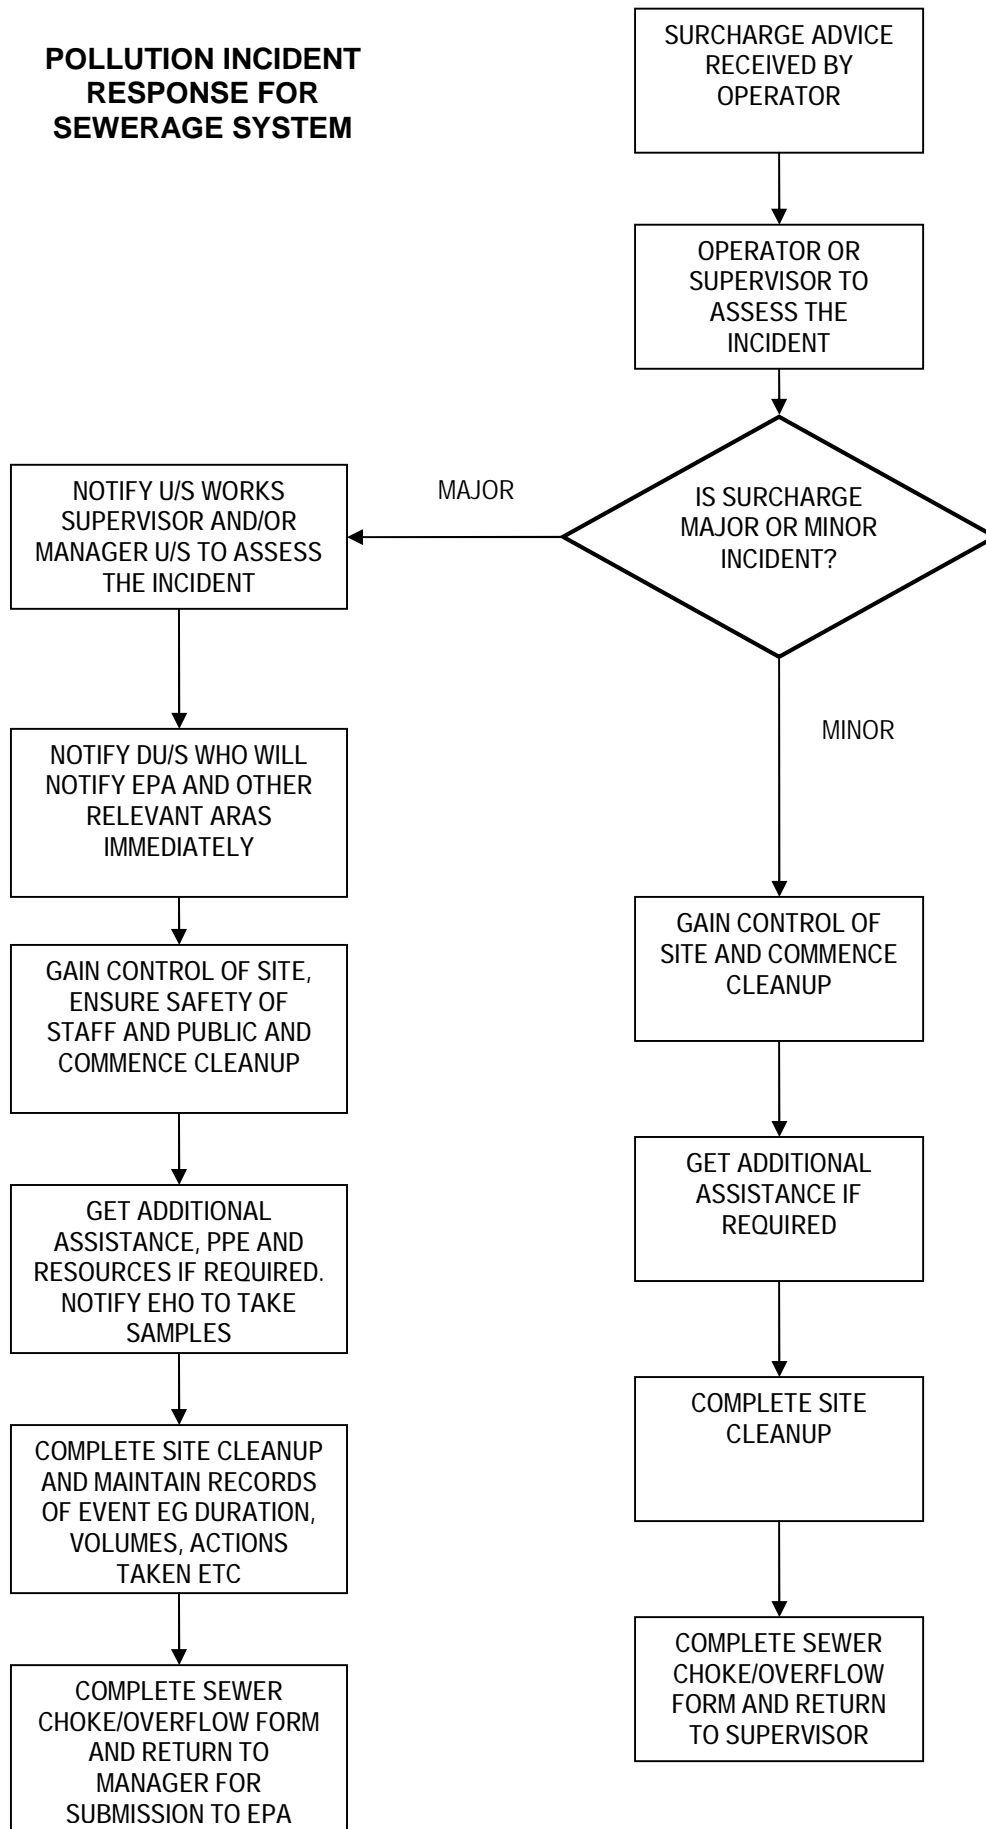 POLLUTION INCIDENT
RESPONSE FOR
SEWERAGE SYSTEM
SURCHARGE ADVICE
RECEIVED BY
OPERATOR
OPERATOR OR
SUPERVISOR TO
ASSESS THE
INCIDENT
IS SURCHARGE
MAJOR OR MINOR
INCIDENT?
MAJOR
NOTIFY U/S WORKS
SUPERVISOR AND/OR
MANAGER U/S TO ASSESS
THE INCIDENT
NOTIFY DU/S WHO WILL
NOTIFY EPA AND OTHER
RELEVANT ARAS
IMMEDIATELY
GAIN CONTROL OF SITE,
ENSURE SAFETY OF
STAFF AND PUBLIC AND
COMMENCE CLEANUP
GET ADDITIONAL
ASSISTANCE, PPE AND
RESOURCES IF REQUIRED.
NOTIFY EHO TO TAKE
SAMPLES
COMPLETE SITE CLEANUP
AND MAINTAIN RECORDS
OF EVENT EG DURATION,
VOLUMES, ACTIONS
TAKEN ETC
COMPLETE SEWER
CHOKE/OVERFLOW FORM
AND RETURN TO
MANAGER FOR
SUBMISSION TO EPA
MINOR
GAIN CONTROL OF
SITE AND COMMENCE
CLEANUP
GET ADDITIONAL
ASSISTANCE IF
REQUIRED
COMPLETE SITE
CLEANUP
COMPLETE SEWER
CHOKE/OVERFLOW
FORM AND RETURN
TO SUPERVISOR